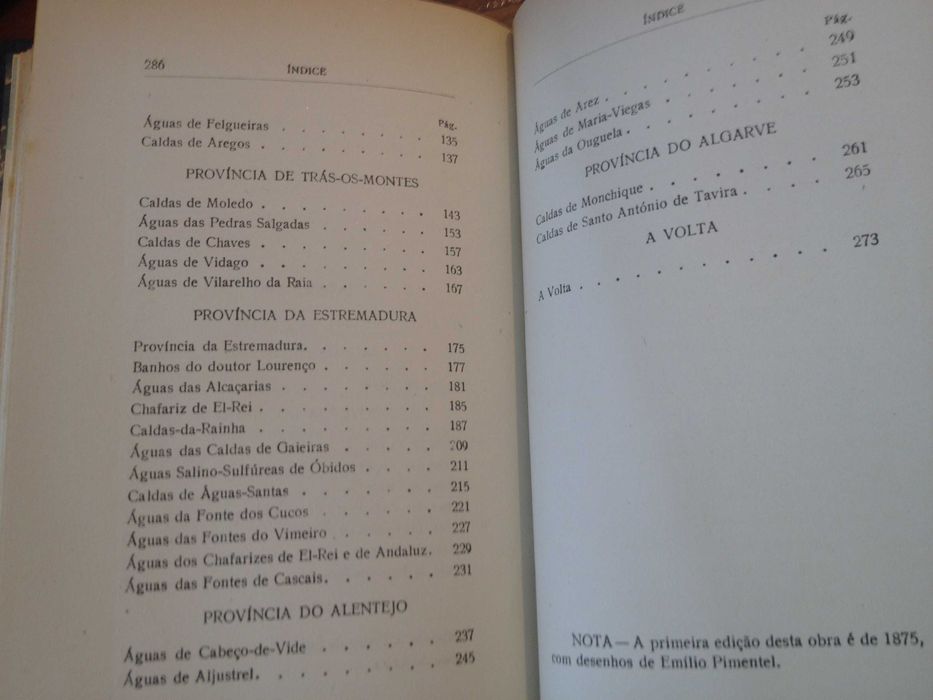 286
ÍNDICE
Pág.
Águas de Felgueiras . . . . . . . . 135
Caldas de Aregos . . . . . . . . . 137
PROVÍNCIA DE TRÁS-OS-MONTES
Caldas de Moledo . . . . . . . . . 143
Águas das Pedras Salgadas . . . . . . 153
Caldas de Chaves . . . . . . . . . 157
Águas de Vidago . . . . . . . . . 163
Águas de Vilarelho da Raia . . . . . . 167
PROVÍNCIA DA ESTREMADURA
Província da Estremadura. . . . . . . 175
Banhos do doutor Lourenço . . . . . . 177
Águas das Alcaçarias . . . . . . . . 181
Chafariz de El-Rei . . . . . . . . . 185
Caldas-da-Rainha . . . . . . . . . 187
Águas das Caldas de Gaieiras . . . . . 209
Águas Salino-Sulfúreas de Óbidos . . . . 211
Caldas de Águas-Santas . . . . . . . 215
Águas da Fonte dos Cucos . . . . . . 221
Águas das Fontes do Vimeiro . . . . . 227
Águas dos Chafarizes de El-Rei e de Andaluz. 229
Águas das Fontes de Cascais. . . . . . 231
PROVÍNCIA DO ALENTEJO
Águas de Cabeço-de-Vide . . . . . . 237
Águas de Aljustrel. . . . . . . . . 245
ÍNDICE
Pág.
Águas de Arez . . . . . . . . . 249
Águas de Maria-Viegas . . . . . . . 251
Águas da Ouguela . . . . . . . . 253
PROVÍNCIA DO ALGARVE
Caldas de Monchique . . . . . . . . 261
Caldas de Santo António de Tavira . . . . 265
A VOLTA
A Volta . . . . . . . . . . . 273
NOTA — A primeira edição desta obra é de 1875,
com desenhos de Emílio Pimentel.